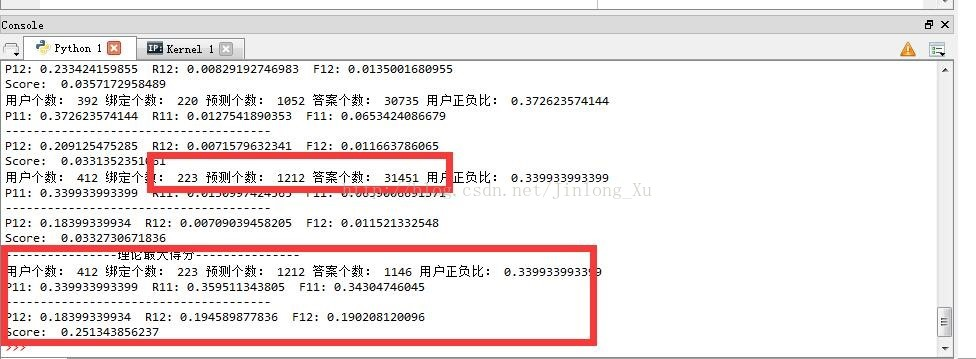 Console
Python 1 IP: Kernel 1
P12: 0.233424159855 R12: 0.00829192746983 F12: 0.0135001680955
Score: 0.0357172958489
用户个数: 392 绑定个数: 220 预测个数: 1052 答案个数: 30735 用户正负比: 0.372623574144
P11: 0.372623574144 R11: 0.0127541890353 F11: 0.0653424086679
-------------------------------------
P12: 0.209125475285 R12: 0.0071579632341 F12: 0.011663786065
Score:
用户个数: 412 绑定个数: 223 预测个数: 1212 答案个数: 31451 用户正负比: 0.339933993399
P11: 0.339933993399 R11:
http://blog.csdn.net/Jinlong_Xu
-------------------------------------
P12: 0.18399339934 R12: 0.00709039458205 F12: 0.011521332548
Score: 0.0332730671836
----------------理论最大得分---------------
用户个数: 412 绑定个数: 223 预测个数: 1212 答案个数: 1146 用户正负比: 0.339933993399
P11: 0.339933993399 R11: 0.359511343805 F11: 0.34304746045
-------------------------------------
P12: 0.18399339934 R12: 0.194589877836 F12: 0.190208120096
Score: 0.251343856237
>>>